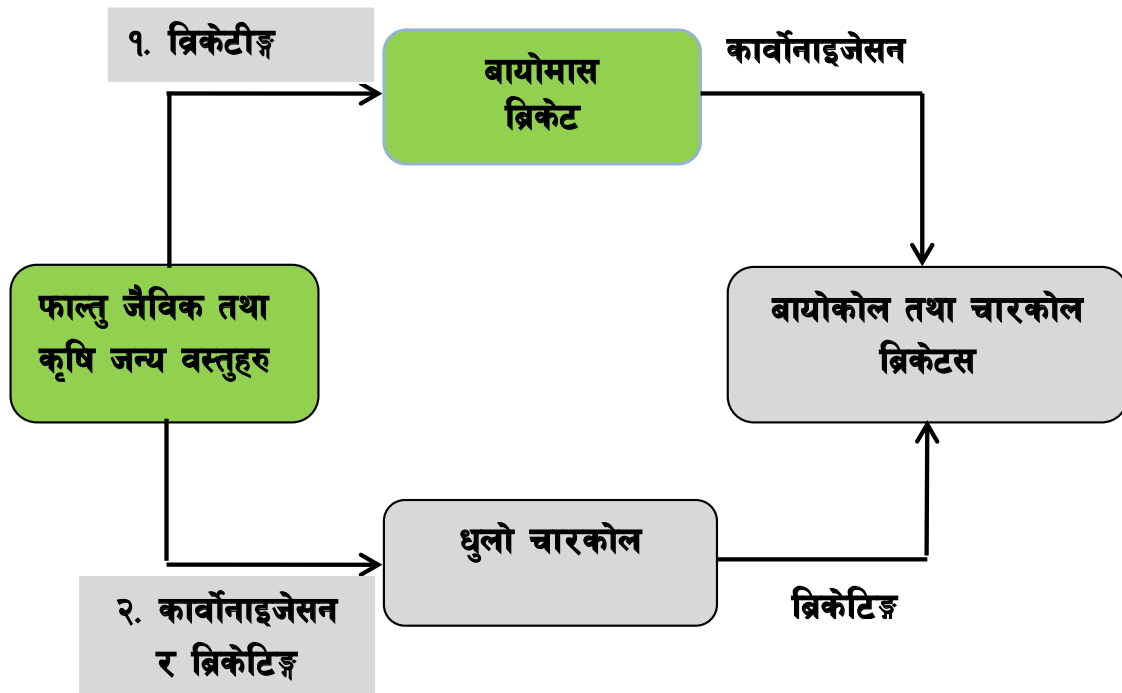 १. व्रिकेटीङ्ग
बायोमास
ब्रिकेट
कार्वोनाइजेसन
फाल्तु जैविक तथा
कृषि जन्य वस्तुहरु
बायोकोल तथा चारकोल
ब्रिकेटस
धुलो चारकोल
२. कार्वोनाइजेसन
र ब्रिकेटिङ्ग
ब्रिकेटिङ्ग